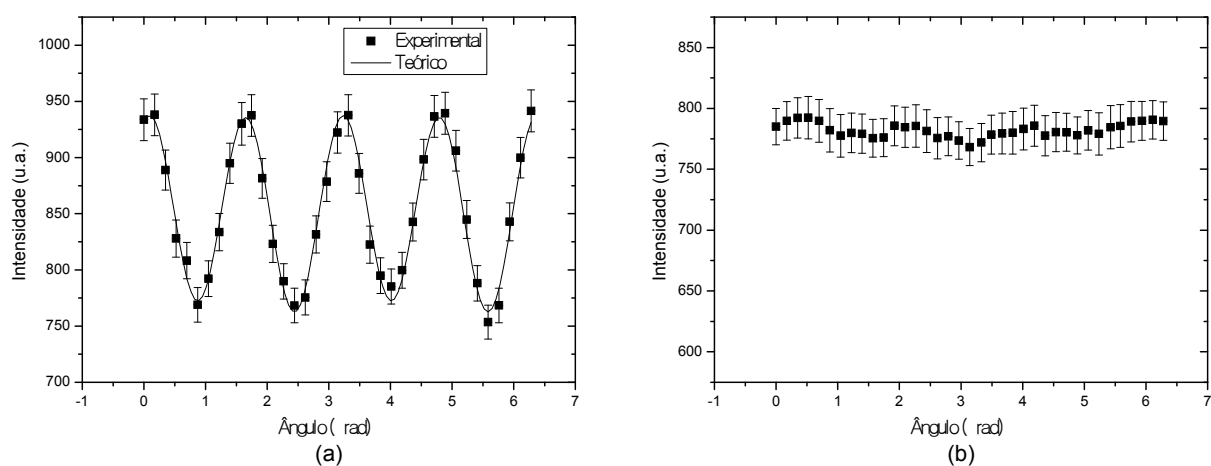 1000
950
900
850
800
750
700
Intensidade (u.a.)
Experimental
Teórico
-1 0 1 2 3 4 5 6 7
Ângulo ( rad)
(a)
850
800
750
700
650
600
Intensidade (u.a.)
-1 0 1 2 3 4 5 6 7
Ângulo ( rad)
(b)